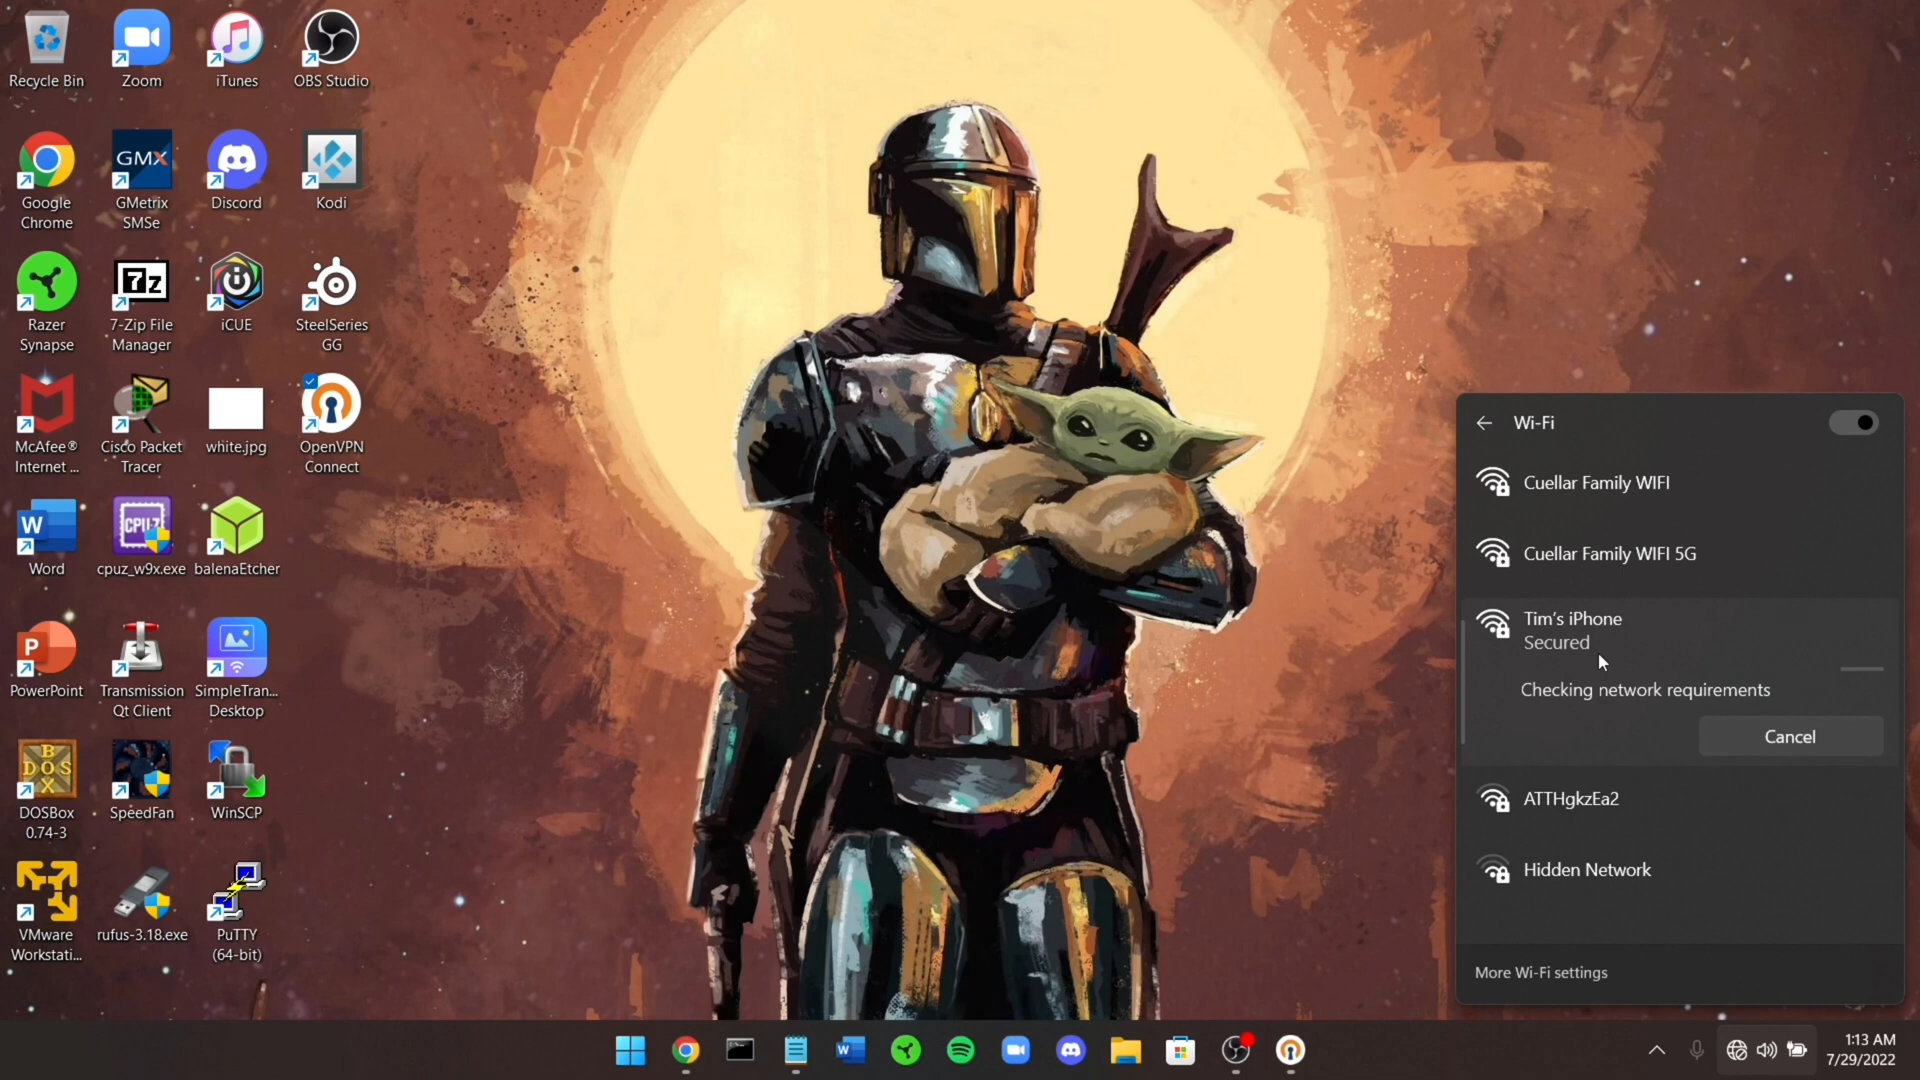 Recycle Bin
Zoom
iTunes
OBS Studio
Google
Chrome
GMX
GMetrix
SMSe
Discord
Kodi
Razer
Synapse
7z
7-Zip File
Manager
iCUE
SteelSeries
GG
McAfee®
Internet ...
Cisco Packet
Tracer
white.jpg
OpenVPN
Connect
W
Word
CPU-Z
cpuz_w9x.exe
balenaEtcher
P
PowerPoint
Transmission
Qt Client
SimpleTran...
Desktop
BO
DOS
X
DOSBox
0.74-3
SpeedFan
WinSCP
VMware
Workstati...
rufus-3.18.exe
PuTTY
(64-bit)
Wi-Fi
Cuellar Family WIFI
Cuellar Family WIFI 5G
Tim's iPhone
Secured
Checking network requirements
Cancel
ATTHgkzEa2
Hidden Network
More Wi-Fi settings
W
1:13 AM
7/29/2022